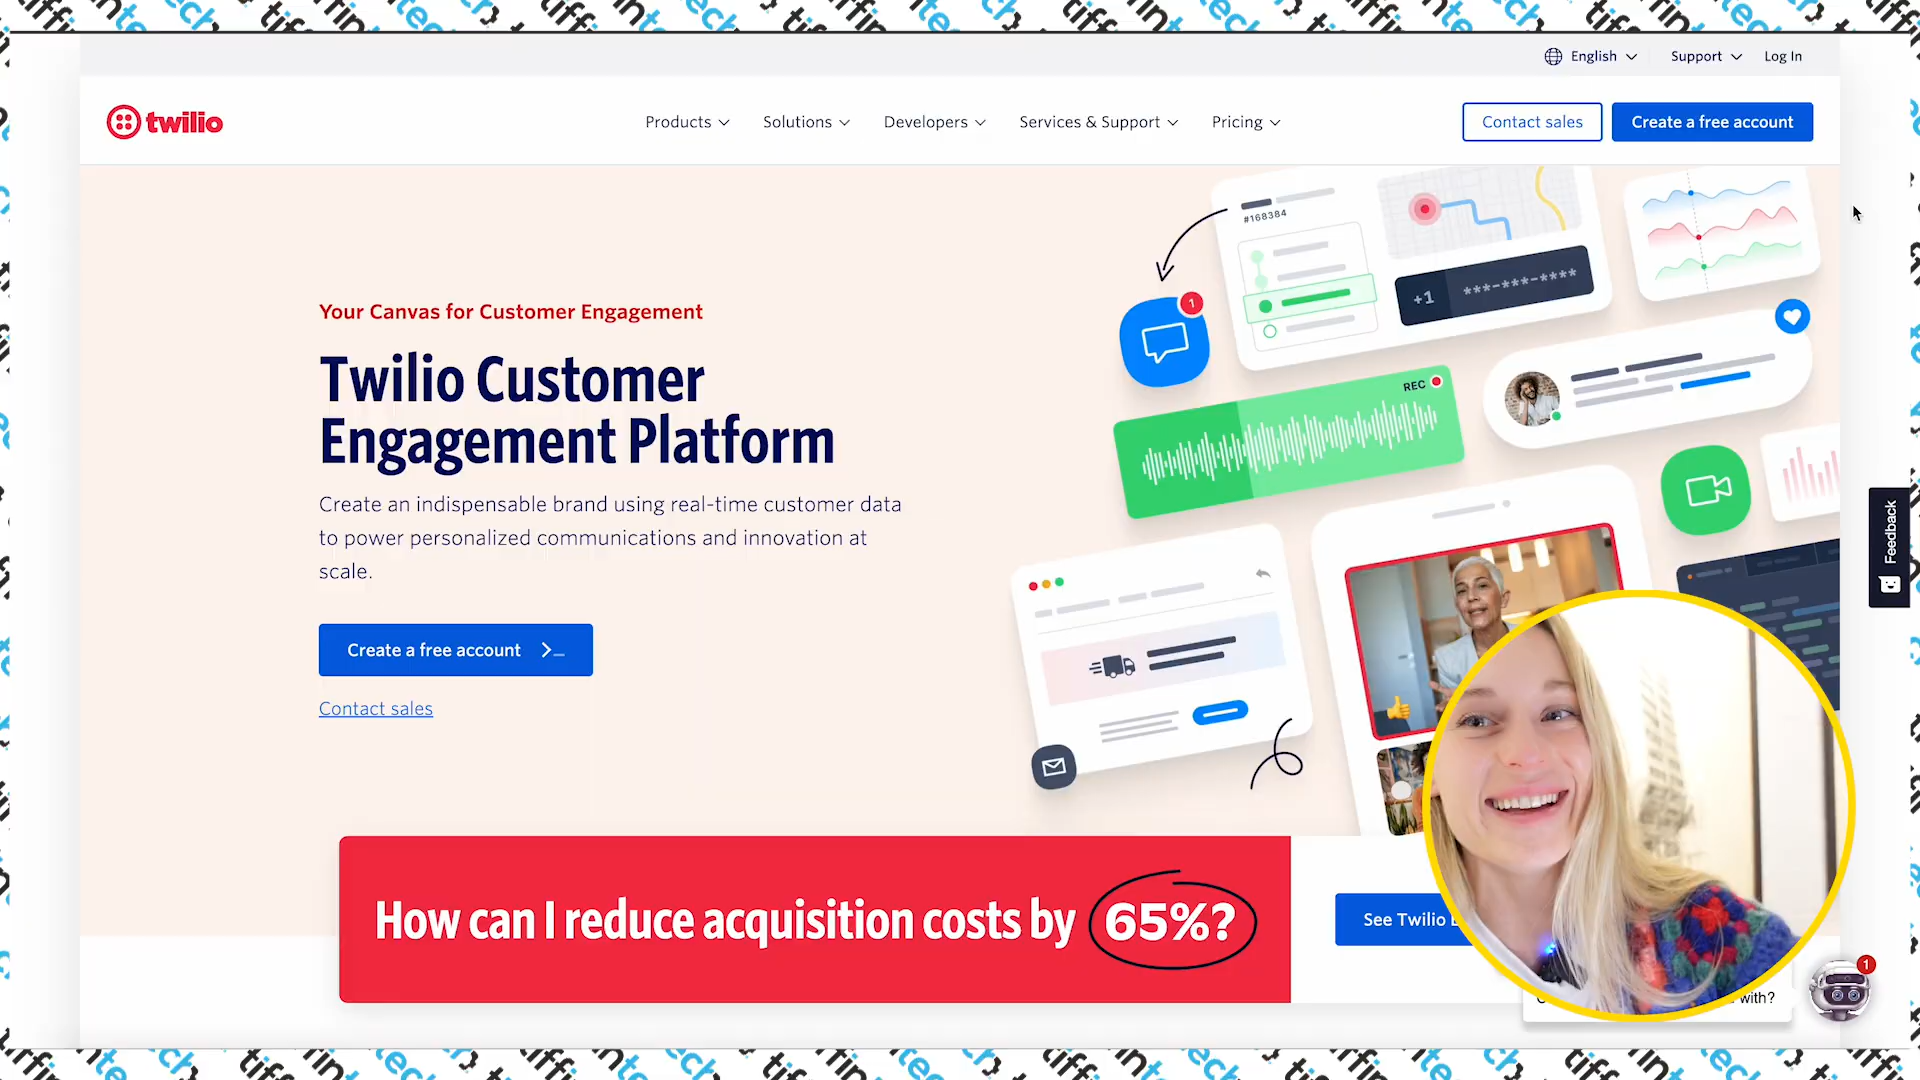 tiffintech
English
Support
Log In
twilio
Products
Solutions
Developers
Services & Support
Pricing
Contact sales
Create a free account
Your Canvas for Customer Engagement
Twilio Customer
Engagement Platform
Create an indispensable brand using real-time customer data
to power personalized communications and innovation at
scale.
Create a free account >_
Contact sales
#168384
+1 ***-***-****
1
REC
Feedback
How can I reduce acquisition costs by 65%?
See Twilio
with?
1